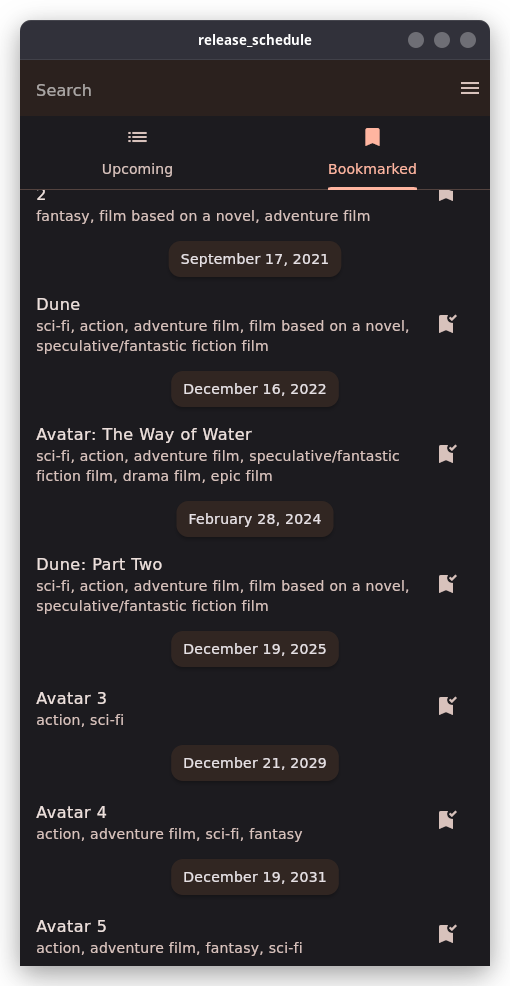 release_schedule
Search
Upcoming
Bookmarked
2
fantasy, film based on a novel, adventure film
September 17, 2021
Dune
sci-fi, action, adventure film, film based on a novel,
speculative/fantastic fiction film
December 16, 2022
Avatar: The Way of Water
sci-fi, action, adventure film, speculative/fantastic
fiction film, drama film, epic film
February 28, 2024
Dune: Part Two
sci-fi, action, adventure film, film based on a novel,
speculative/fantastic fiction film
December 19, 2025
Avatar 3
action, sci-fi
December 21, 2029
Avatar 4
action, adventure film, sci-fi, fantasy
December 19, 2031
Avatar 5
action, adventure film, fantasy, sci-fi